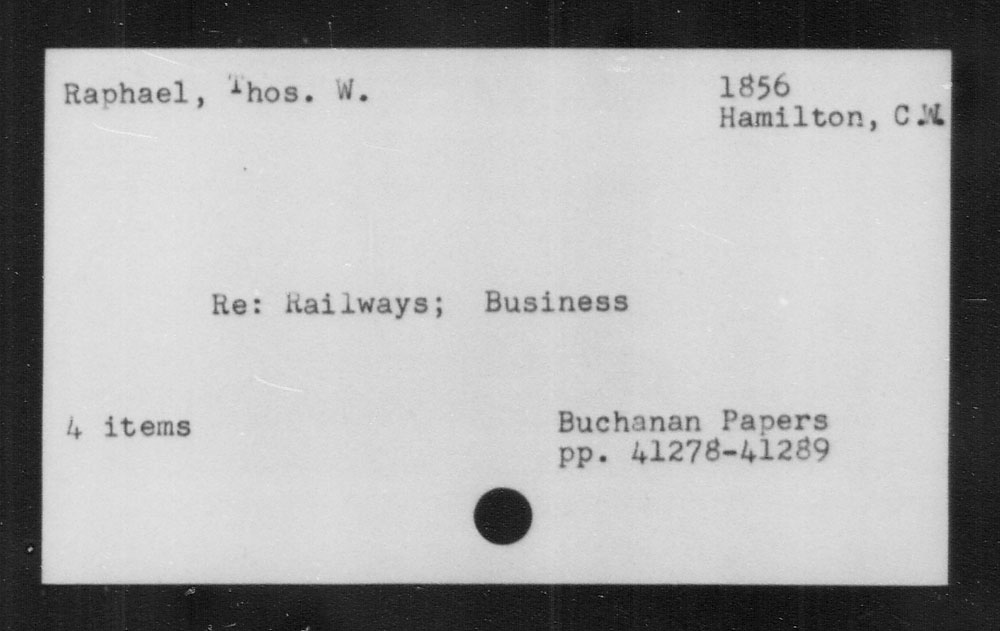 Raphael, Thos. W.
1856
Hamilton, C.W.
Re: Railways; Business
4 items
Buchanan Papers
pp. 41278-41289